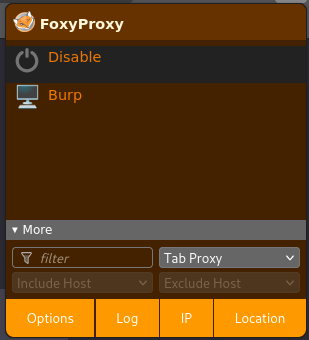 FoxyProxy
Disable
Burp
▾ More
filter Tab Proxy
Include Host Exclude Host
Options Log IP Location